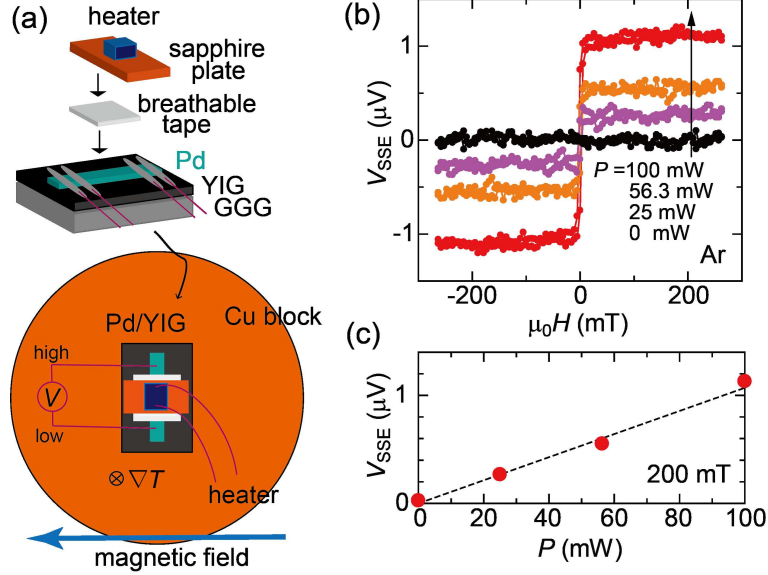 (a)
heater
sapphire
plate
breathable
tape
Pd
YIG
GGG
Pd/YIG
Cu block
high
V
low
⊗ ∇T
heater
magnetic field
(b)
V_SSE (μV)
1
0
-1
P =100 mW
56.3 mW
25 mW
0 mW
Ar
-200 0 200
μ₀H (mT)
(c)
V_SSE (μV)
1
0
200 mT
0 20 40 60 80 100
P (mW)